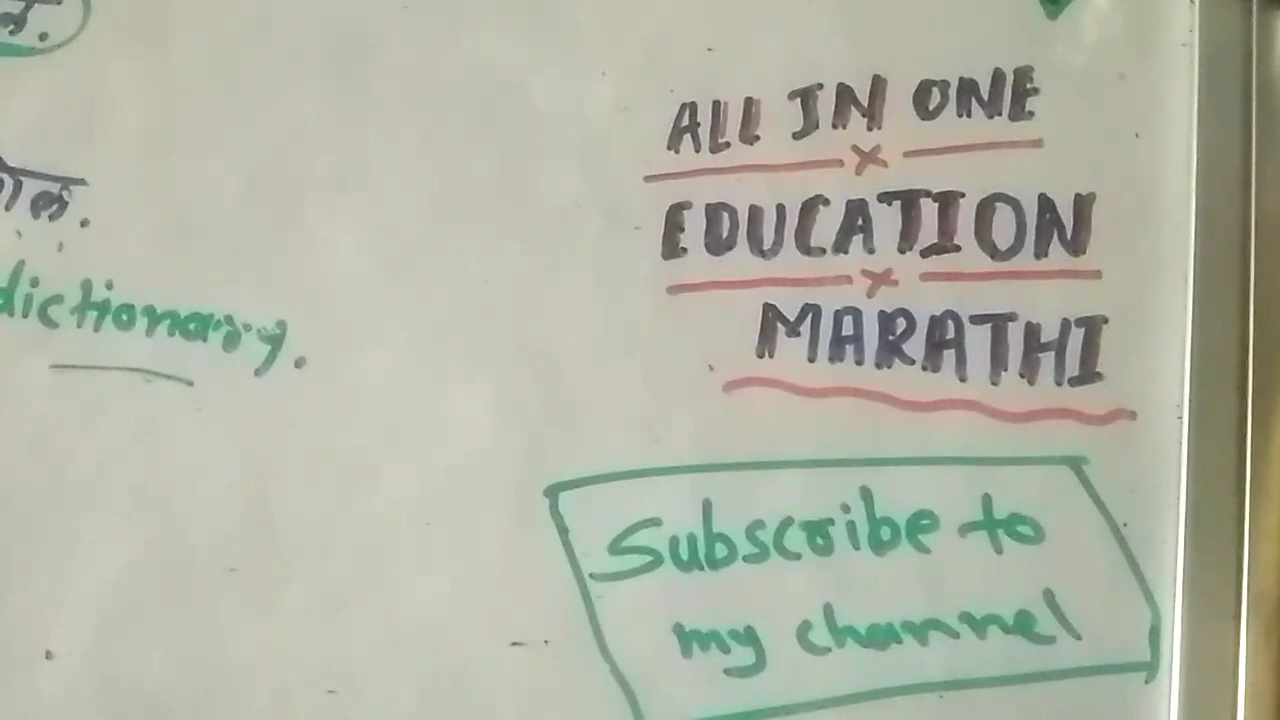 ALL IN ONE
EDUCATION
MARATHI
dictionary.
Subscribe to
my channel